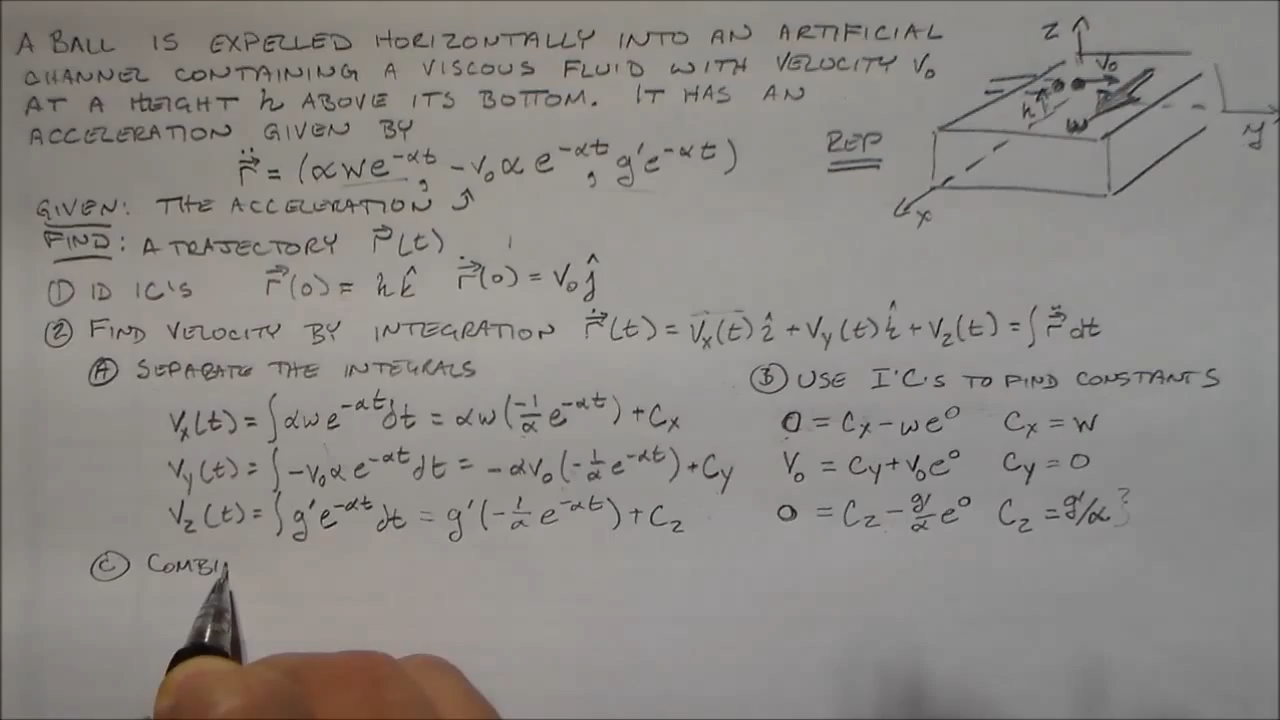 A BALL IS EXPELLED HORIZONTALLY INTO AN ARTIFICIAL
CHANNEL CONTAINING A VISCOUS FLUID WITH VELOCITY V₀
AT A HEIGHT h ABOVE ITS BOTTOM. IT HAS AN
ACCELERATION GIVEN BY
r⃗̈ = (αwe^{-αt}, -V₀αe^{-αt}, g'e^{-αt})
GIVEN: THE ACCELERATION
FIND: A TRAJECTORY r⃗(t)
① ID IC'S r⃗(0) = hk̂ r⃗̇(0) = V₀ĵ
② FIND VELOCITY BY INTEGRATION r⃗̇(t) = Vx(t)î + Vy(t)k̂ + Vz(t) = ∫r⃗̈dt
Ⓐ SEPARATE THE INTEGRALS
Vx(t) = ∫αwe^{-αt}dt = αw(-1/α e^{-αt}) + Cx
Vy(t) = ∫-V₀αe^{-αt}dt = -αV₀(-1/α e^{-αt}) + Cy
Vz(t) = ∫g'e^{-αt}dt = g'(-1/α e^{-αt}) + Cz
Ⓑ USE I'C'S TO FIND CONSTANTS
0 = Cx - we⁰ Cx = w
V₀ = Cy + V₀e⁰ Cy = 0
0 = Cz - g'/α e⁰ Cz = g'/α
Ⓒ COMBI
z
V₀
h
w
y
x